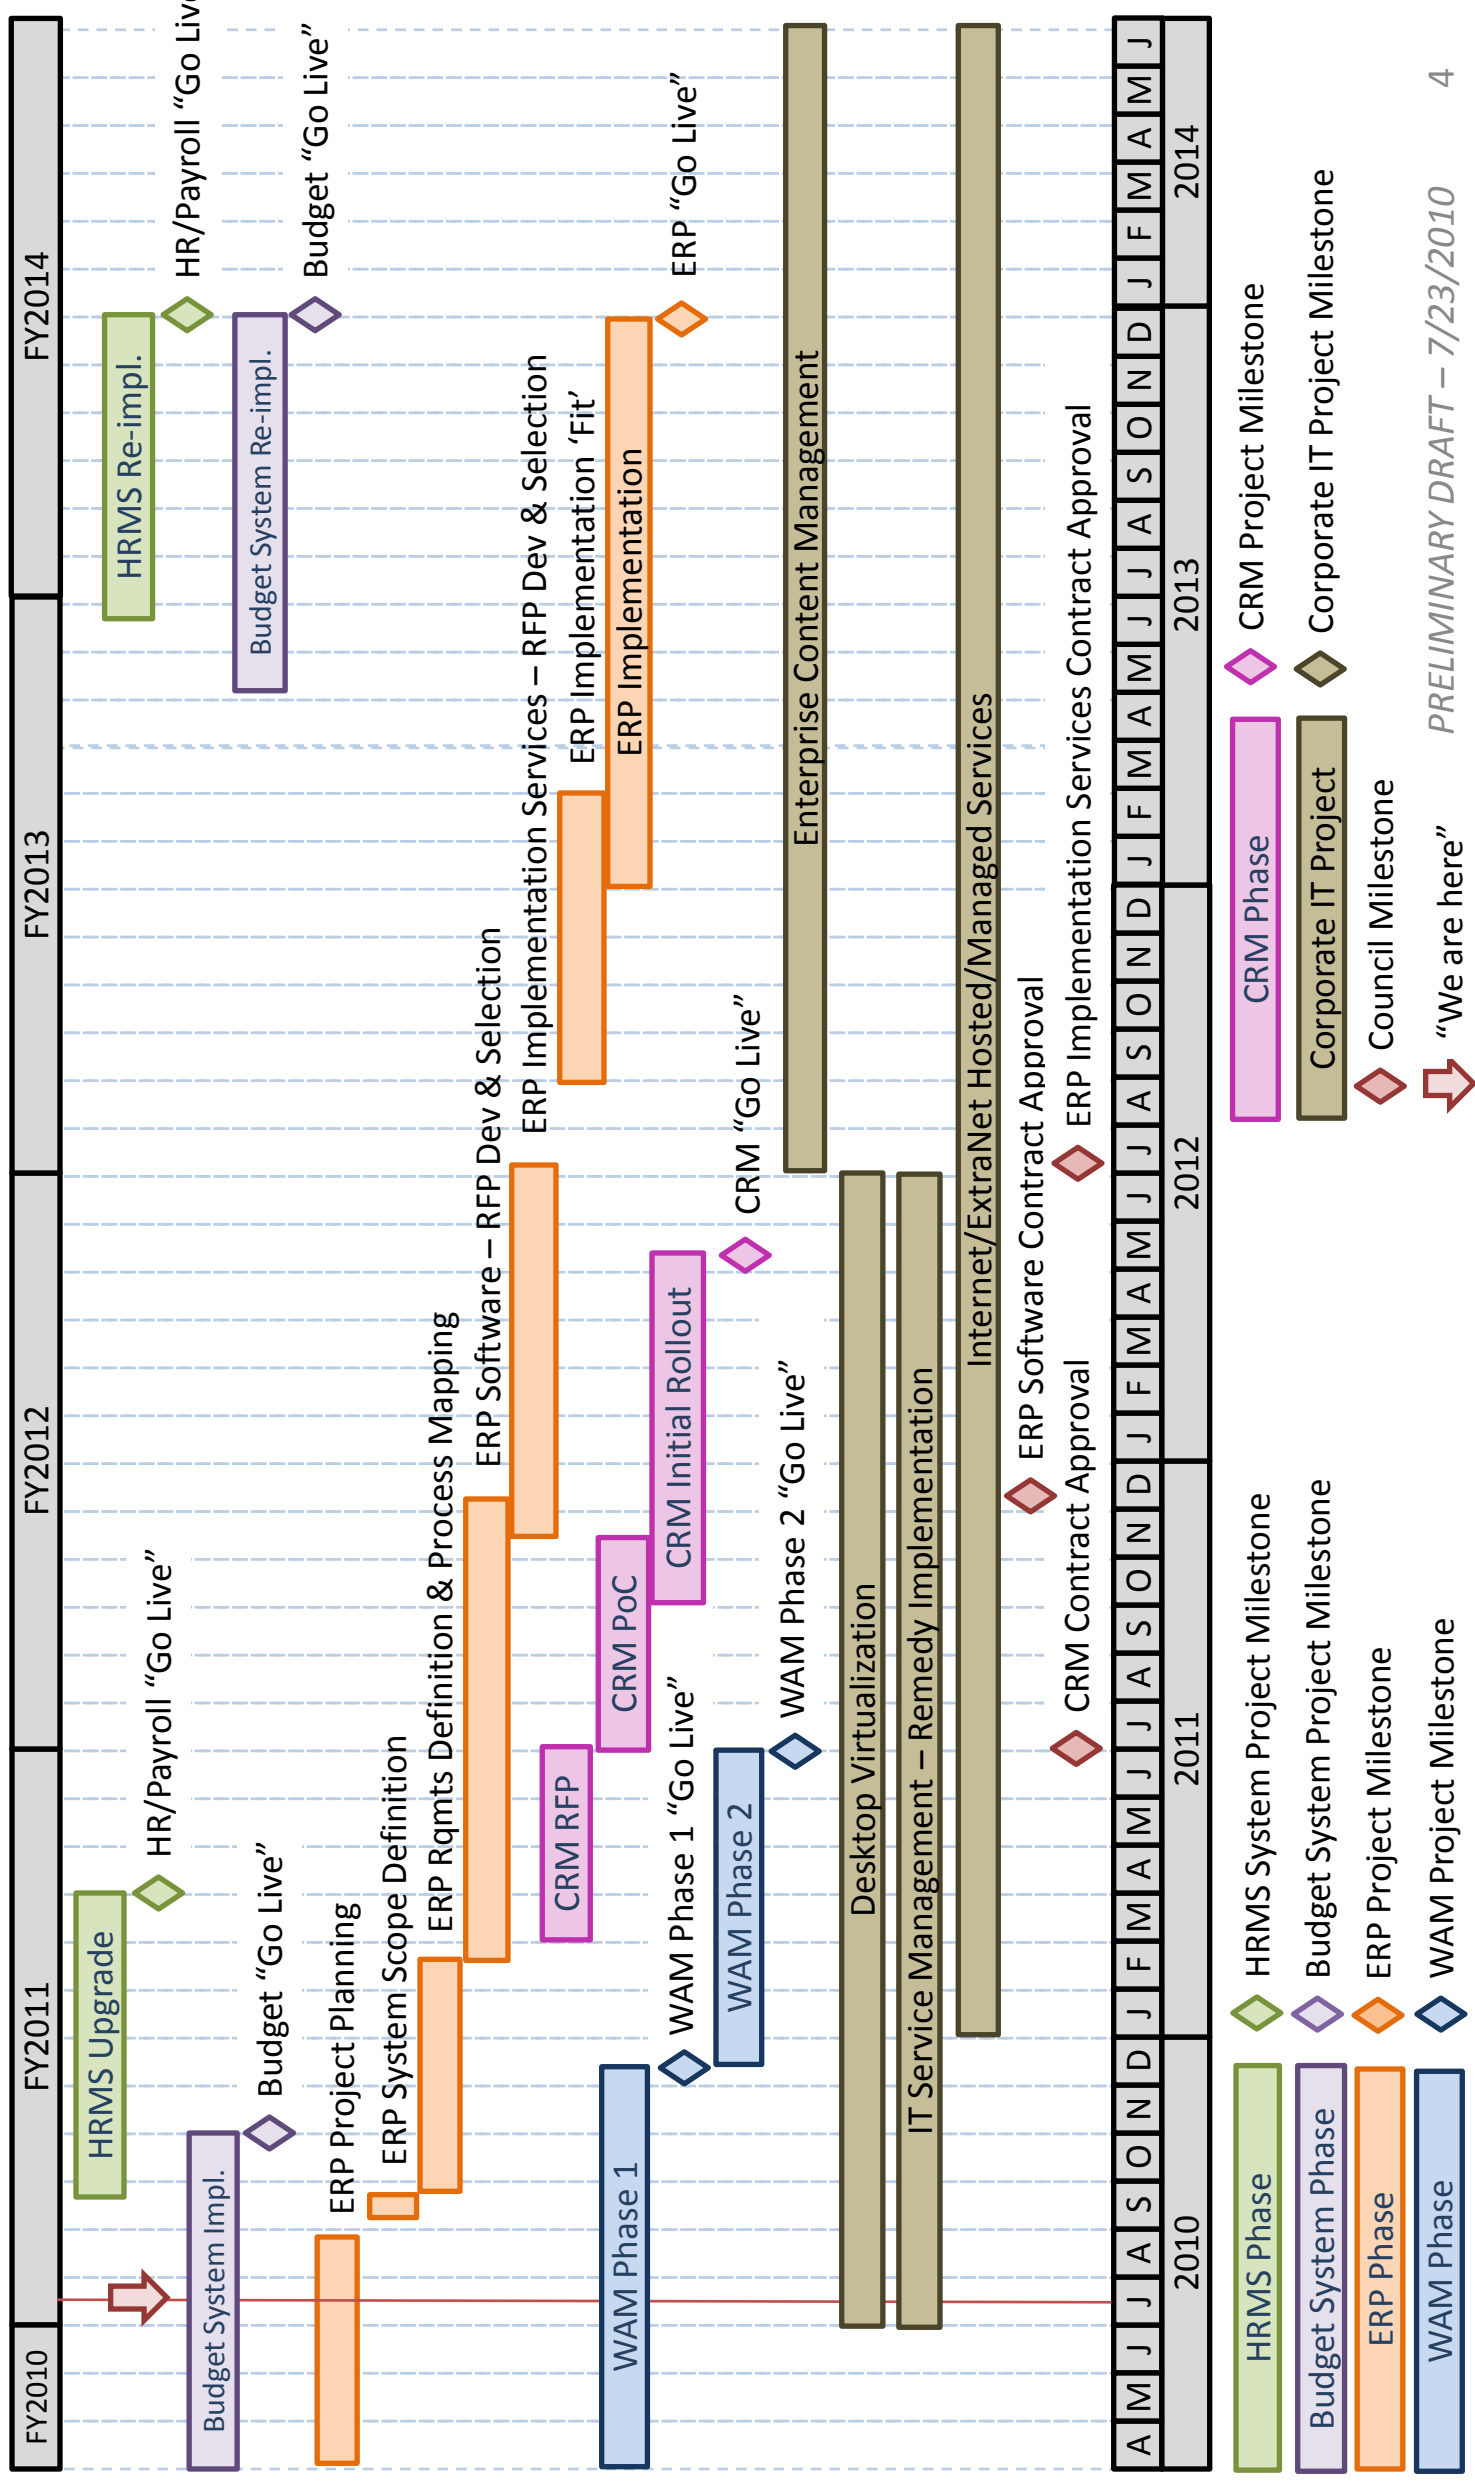 FY2010 FY2011 FY2012 FY2013 FY2014
HRMS Upgrade
HR/Payroll “Go Live”
HRMS Re-impl.
HR/Payroll “Go Live
Budget System Impl.
Budget “Go Live”
Budget System Re-impl.
Budget “Go Live”
ERP Project Planning
ERP System Scope Definition
ERP Rqmts Definition & Process Mapping
ERP Software – RFP Dev & Selection
ERP Implementation Services – RFP Dev & Selection
ERP Implementation ‘Fit’
ERP Implementation
ERP “Go Live”
CRM RFP
CRM PoC
CRM Initial Rollout
CRM “Go Live”
WAM Phase 1
WAM Phase 1 “Go Live”
WAM Phase 2
WAM Phase 2 “Go Live”
Enterprise Content Management
Desktop Virtualization
IT Service Management – Remedy Implementation
Internet/ExtraNet Hosted/Managed Services
ERP Software Contract Approval
CRM Contract Approval
ERP Implementation Services Contract Approval
A M J J A S O N D J F M A M J J A S O N D J F M A M J J A S O N D J F M A M J J A S O N D J F M A M J
2010 2011 2012 2013 2014
HRMS Phase
HRMS System Project Milestone
CRM Phase
CRM Project Milestone
Budget System Phase
Budget System Project Milestone
Corporate IT Project
Corporate IT Project Milestone
ERP Phase
ERP Project Milestone
Council Milestone
WAM Phase
WAM Project Milestone
“We are here”
PRELIMINARY DRAFT – 7/23/2010
4